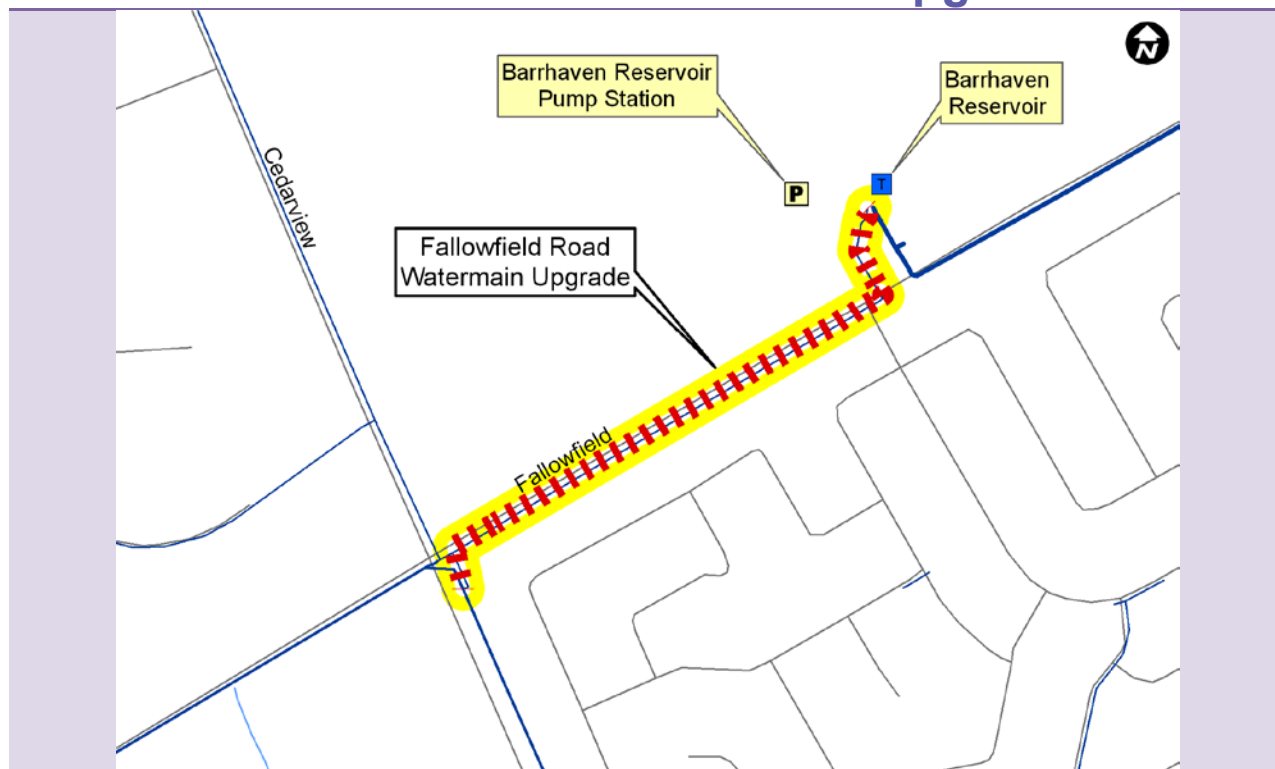 N
Barrhaven Reservoir
Pump Station
Barrhaven
Reservoir
Cedarview
T
P
Fallowfield Road
Watermain Upgrade
Fallowfield